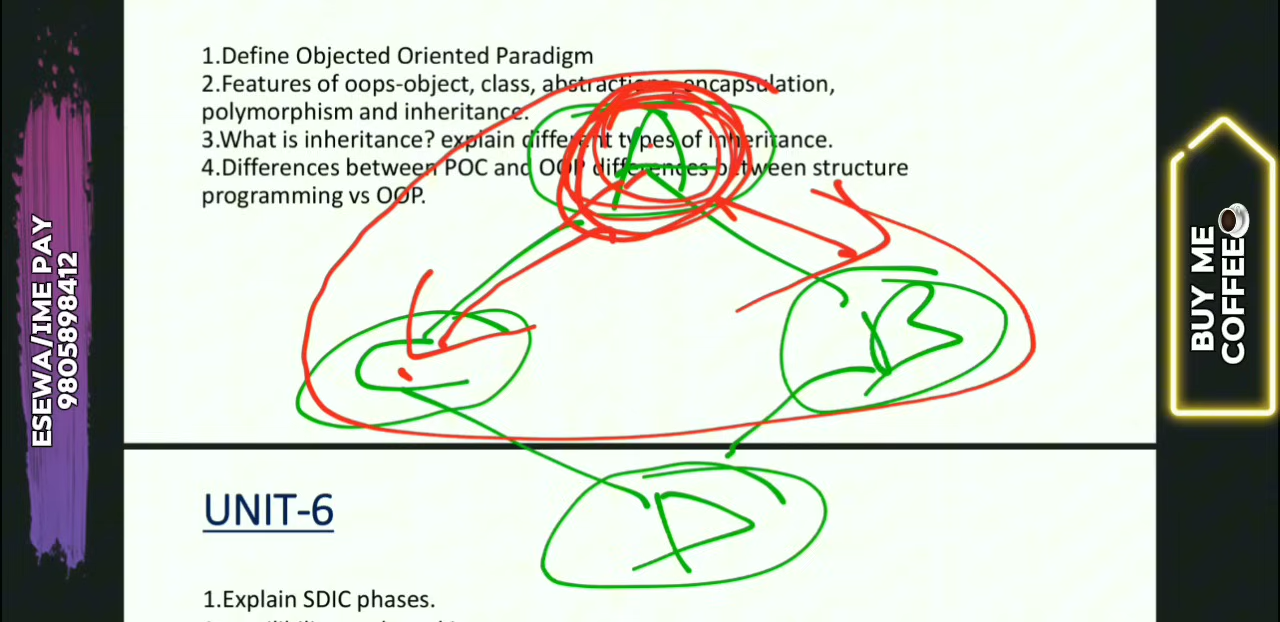 1.Define Objected Oriented Paradigm
2.Features of oops-object, class, abstractions, encapsulation,
polymorphism and inheritance.
3.What is inheritance? explain different types of inheritance.
4.Differences between POC and OOP differences between structure
programming vs OOP.
A
C
B
D
UNIT-6
1.Explain SDlC phases.
ESEWA/IME PAY
9805898412
BUY ME
COFFEE